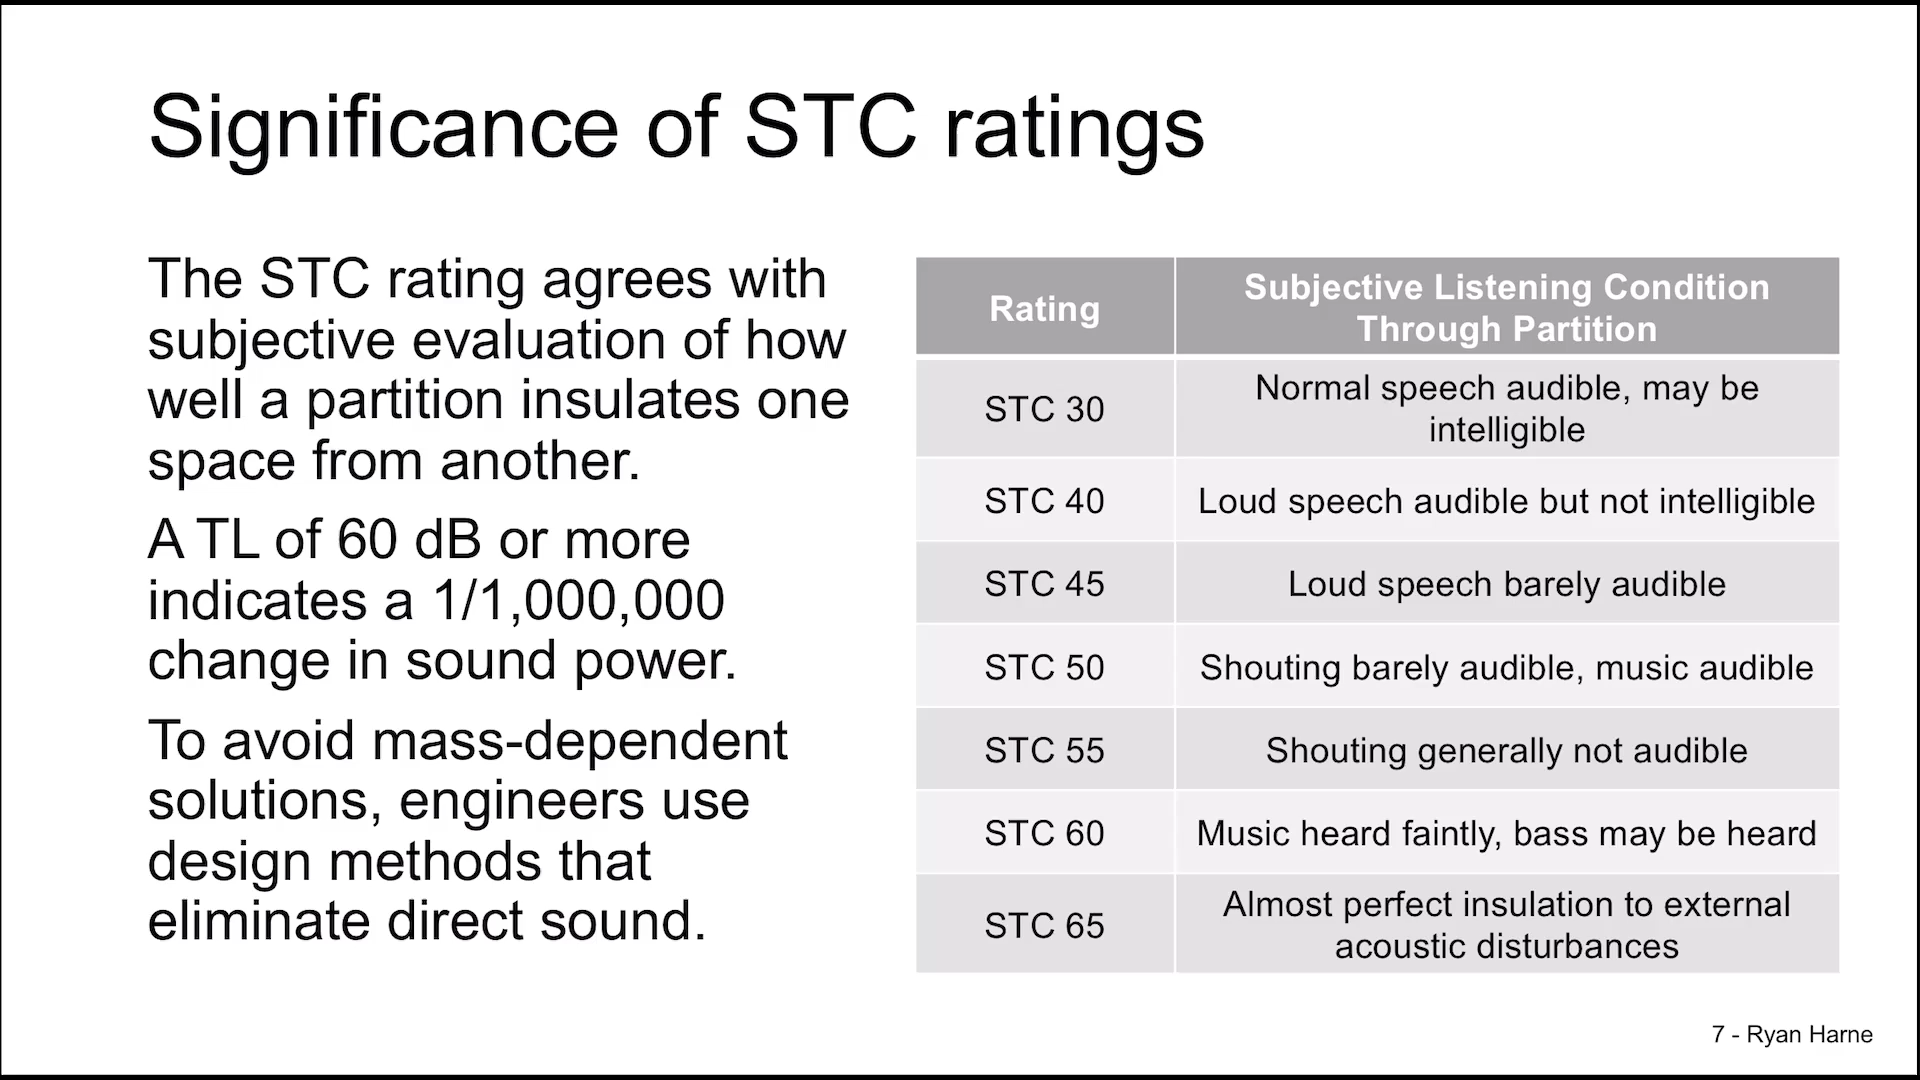 Significance of STC ratings
The STC rating agrees with
subjective evaluation of how
well a partition insulates one
space from another.
A TL of 60 dB or more
indicates a 1/1,000,000
change in sound power.
To avoid mass-dependent
solutions, engineers use
design methods that
eliminate direct sound.
Rating
Subjective Listening Condition
Through Partition
STC 30
Normal speech audible, may be
intelligible
STC 40
Loud speech audible but not intelligible
STC 45
Loud speech barely audible
STC 50
Shouting barely audible, music audible
STC 55
Shouting generally not audible
STC 60
Music heard faintly, bass may be heard
STC 65
Almost perfect insulation to external
acoustic disturbances
7 - Ryan Harne